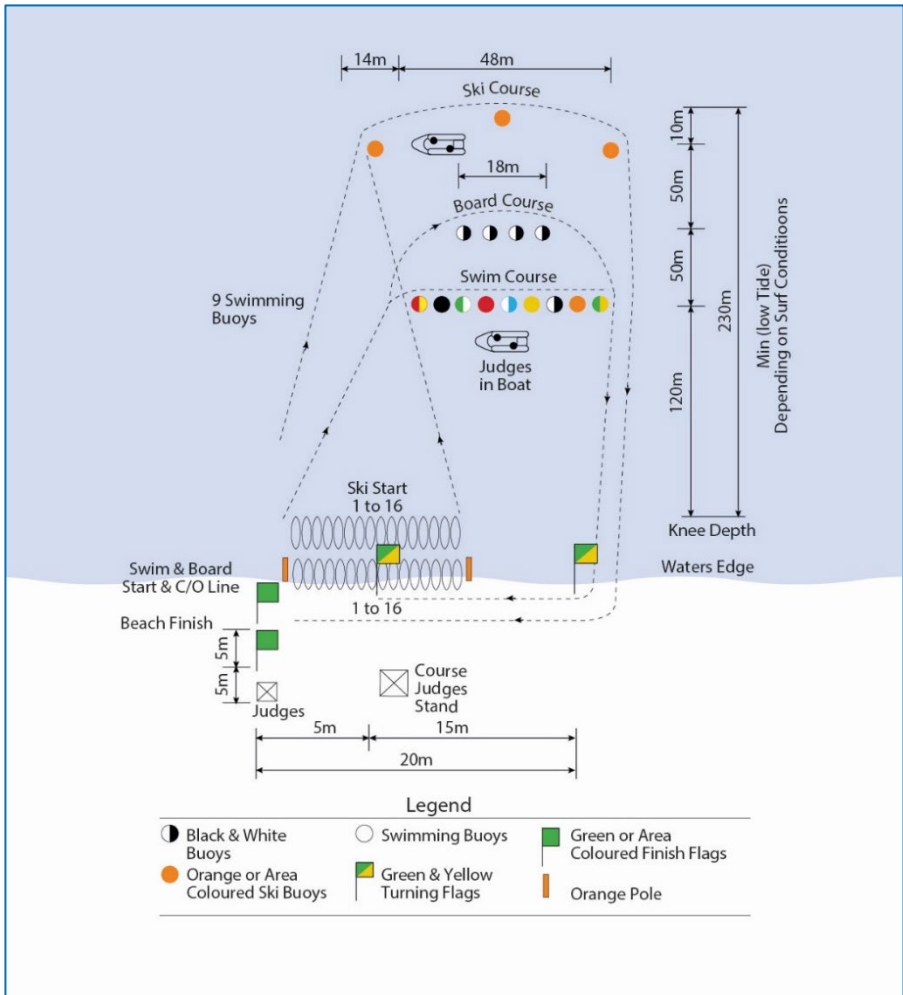 14m
48m
Ski Course
10m
18m
50m
Board Course
50m
Swim Course
9 Swimming
Buoys
230m
Min (low Tide)
Depending on Surf Conditioons
Judges
in Boat
120m
Ski Start
1 to 16
Knee Depth
Swim & Board
Start & C/O Line
Waters Edge
1 to 16
Beach Finish
5m
5m
Course
Judges
Stand
Judges
5m
15m
20m
Legend
Black & White
Buoys
Swimming Buoys
Green or Area
Coloured Finish Flags
Orange or Area
Coloured Ski Buoys
Green & Yellow
Turning Flags
Orange Pole